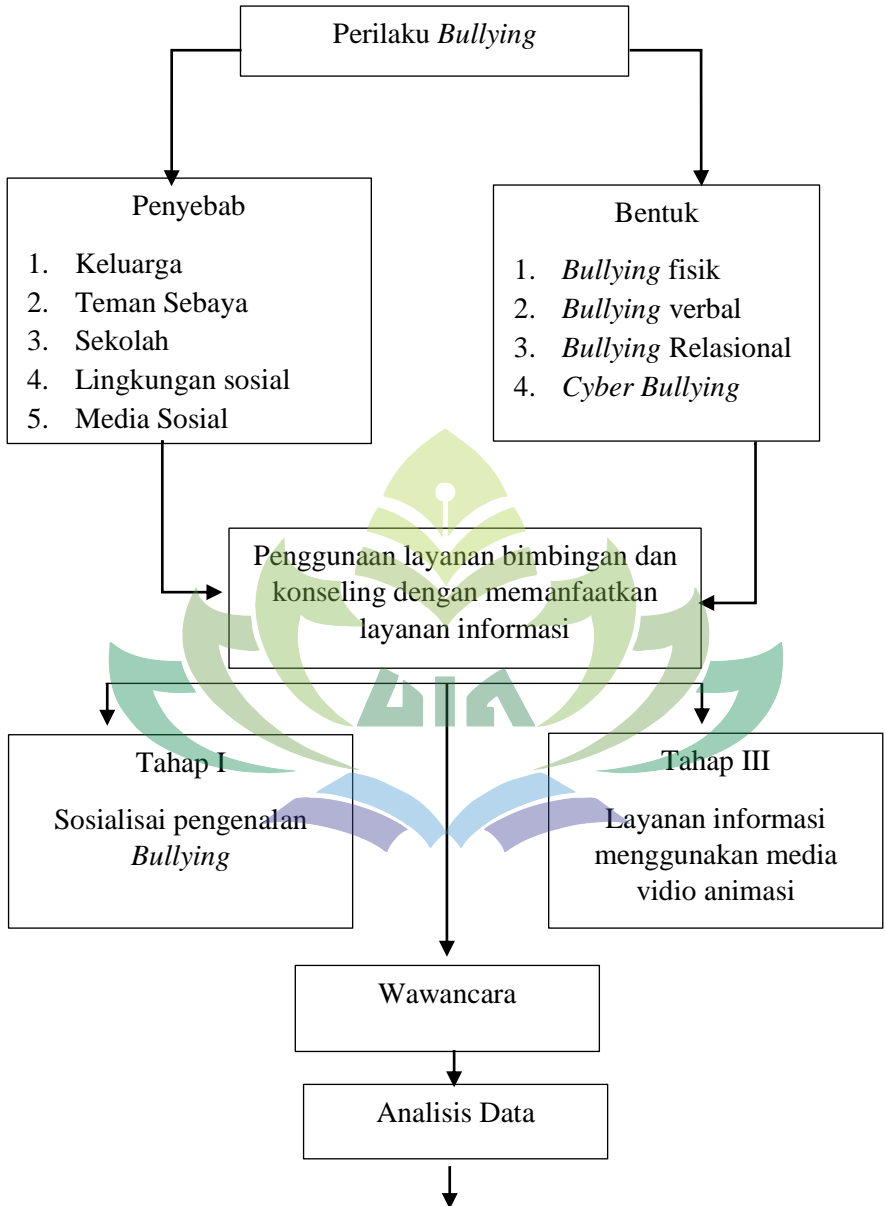 Perilaku Bullying
Penyebab
1. Keluarga
2. Teman Sebaya
3. Sekolah
4. Lingkungan sosial
5. Media Sosial
Bentuk
1. Bullying fisik
2. Bullying verbal
3. Bullying Relasional
4. Cyber Bullying
Penggunaan layanan bimbingan dan
konseling dengan memanfaatkan
layanan informasi
UIN
Tahap I
Sosialisai pengenalan
Bullying
Tahap III
Layanan informasi
menggunakan media
vidio animasi
Wawancara
Analisis Data